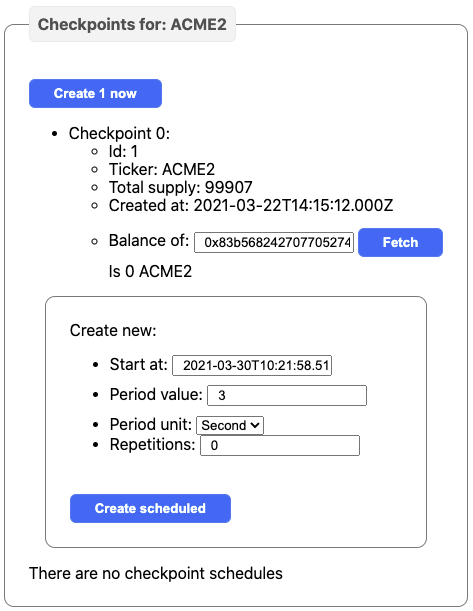 Checkpoints for: ACME2
Create 1 now
Checkpoint 0:
Id: 1
Ticker: ACME2
Total supply: 99907
Created at: 2021-03-22T14:15:12.000Z
Balance of: 0x83b568242707705274 Fetch
Is 0 ACME2
Create new:
Start at: 2021-03-30T10:21:58.51
Period value: 3
Period unit: Second
Repetitions: 0
Create scheduled
There are no checkpoint schedules